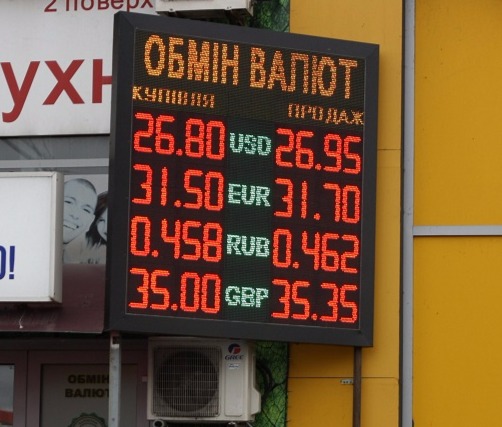 2 поверх
ухн
ОБМІН ВАЛЮТ
КУПІВЛЯ ПРОДАЖ
26.80 USD 26.95
31.50 EUR 31.70
0.458 RUB 0.462
35.00 GBP 35.35
!
GREE
ОБМІН
ВАЛЮТ